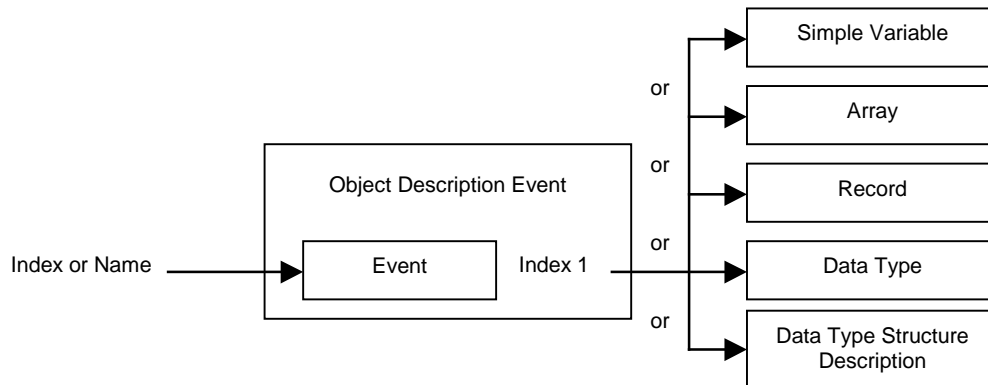 Simple Variable
or
Array
or
Object Description Event
Record
or
Index or Name
Event
Index 1
Data Type
or
Data Type Structure
Description